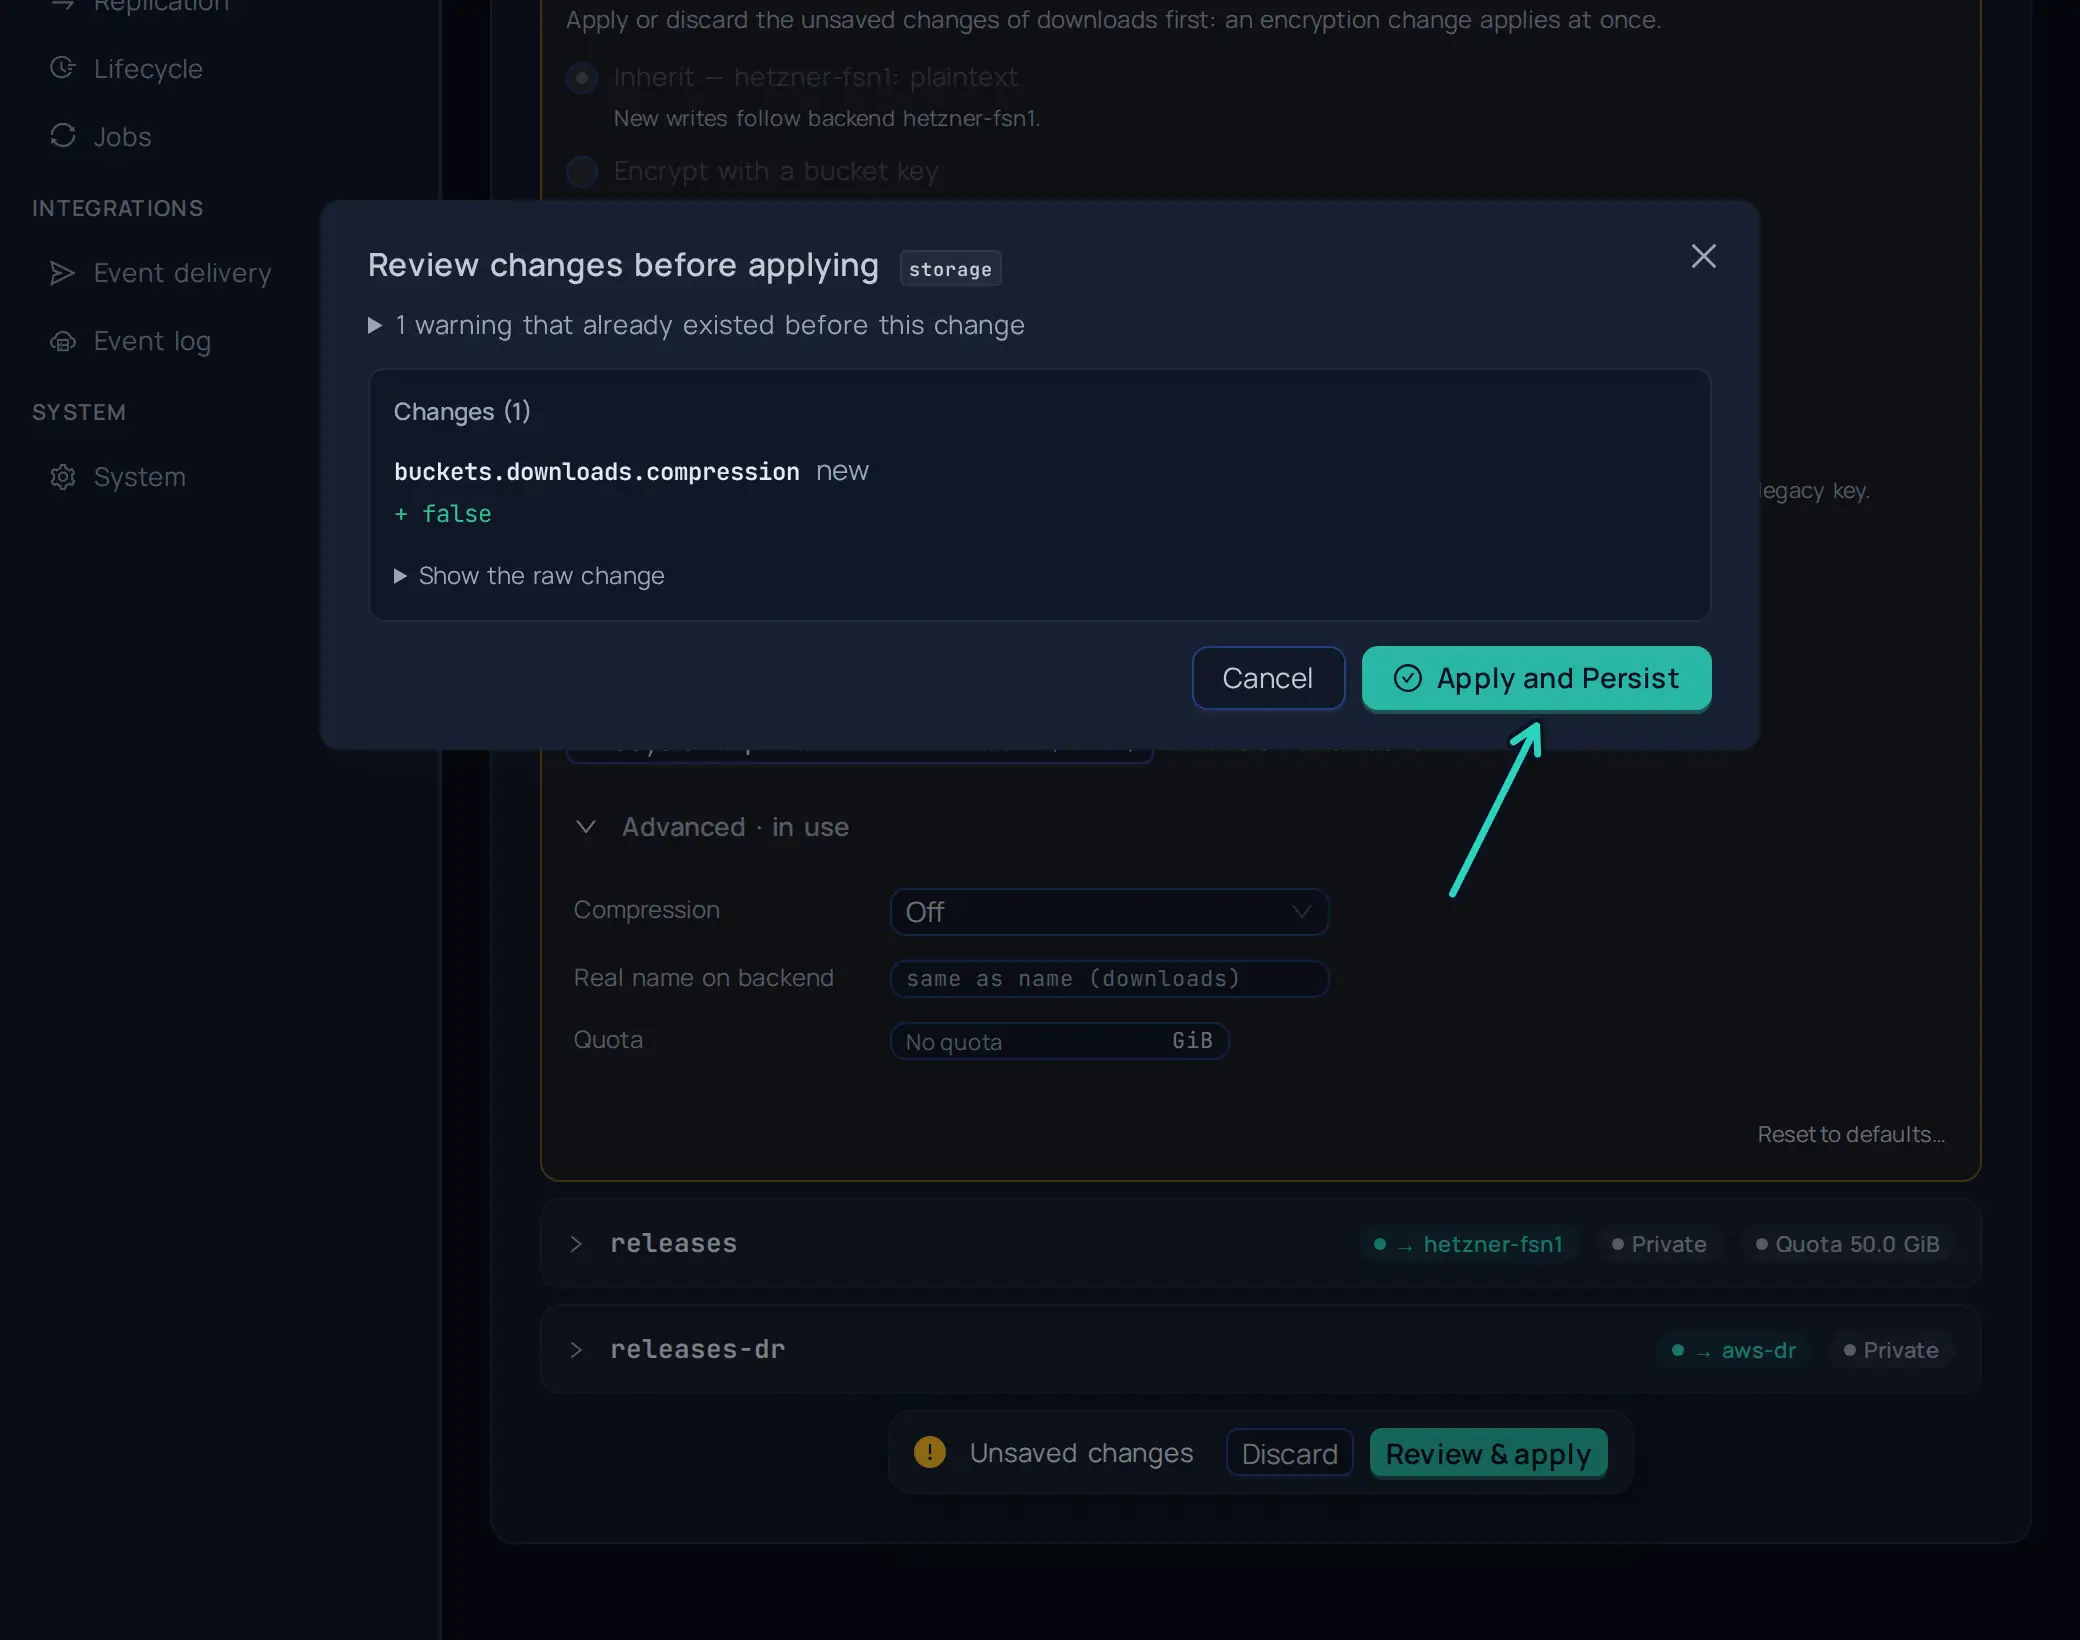 Replication
Lifecycle
Jobs
INTEGRATIONS
Event delivery
Event log
SYSTEM
System
Apply or discard the unsaved changes of downloads first: an encryption change applies at once.
Inherit — hetzner-fsn1: plaintext
New writes follow backend hetzner-fsn1.
Encrypt with a bucket key
legacy key.
Review changes before applying storage
1 warning that already existed before this change
Changes (1)
buckets.downloads.compression new
+ false
Show the raw change
Cancel
Apply and Persist
Advanced · in use
Compression Off
Real name on backend same as name (downloads)
Quota No quota GiB
Reset to defaults…
releases → hetzner-fsn1 Private Quota 50.0 GiB
releases-dr → aws-dr Private
Unsaved changes Discard Review & apply